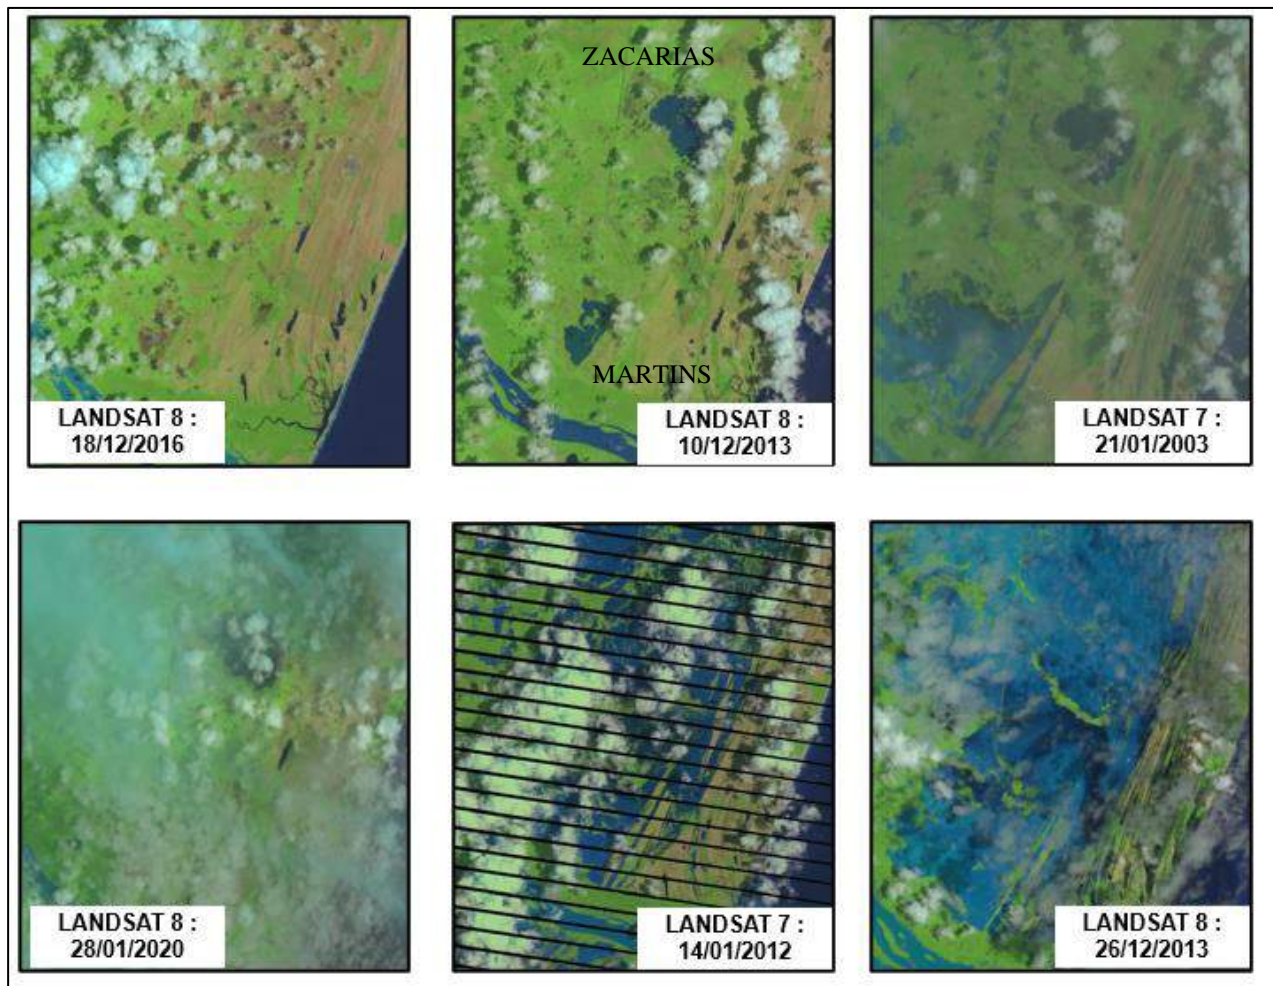 ZACARIAS
MARTINS
LANDSAT 8 :
18/12/2016
LANDSAT 8 :
10/12/2013
LANDSAT 7 :
21/01/2003
LANDSAT 8 :
28/01/2020
LANDSAT 7 :
14/01/2012
LANDSAT 8 :
26/12/2013